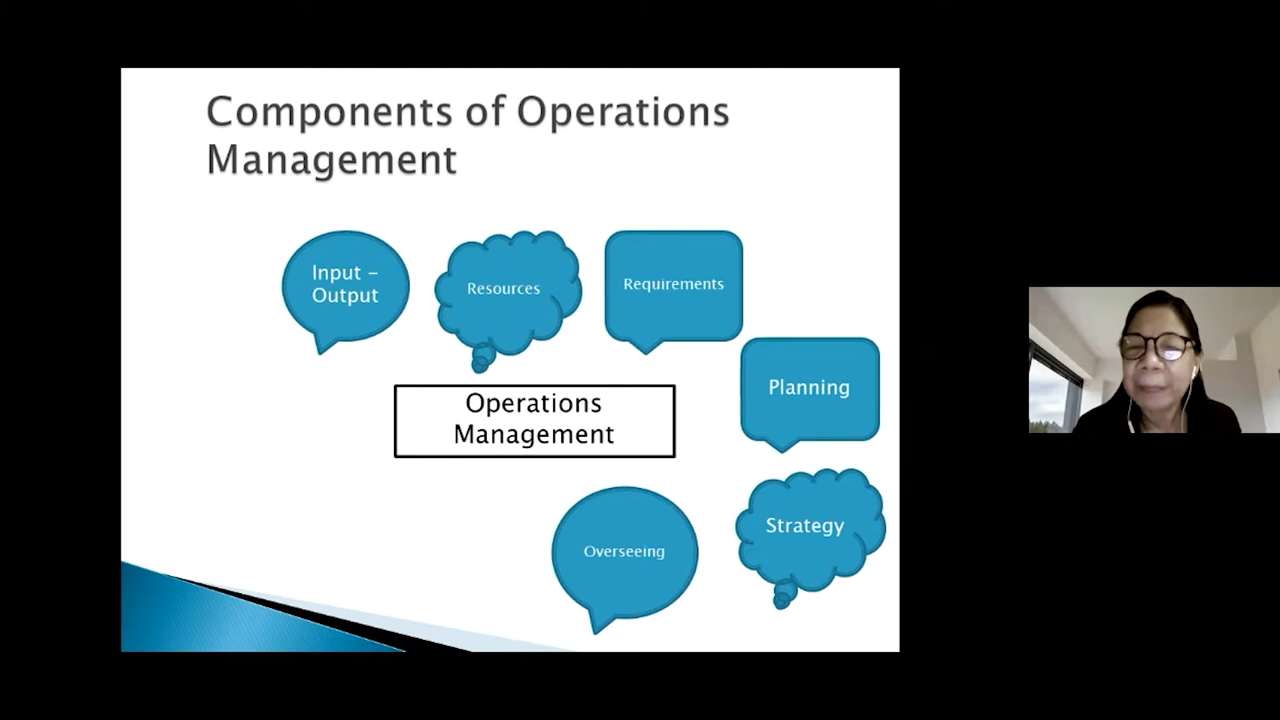 Components of Operations
Management
Input –
Output
Resources
Requirements
Planning
Operations
Management
Strategy
Overseeing